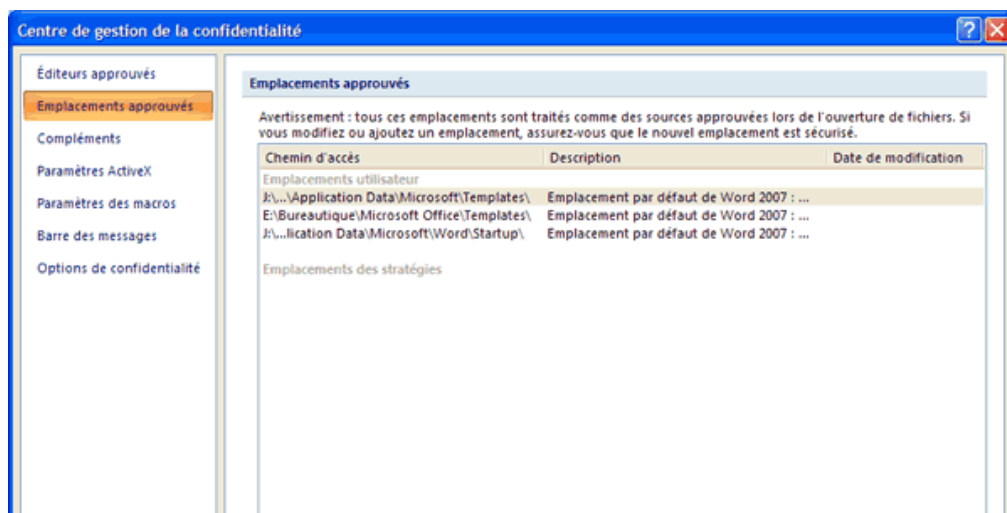 Centre de gestion de la confidentialité
Éditeurs approuvés
Emplacements approuvés
Compléments
Paramètres ActiveX
Paramètres des macros
Barre des messages
Options de confidentialité
Emplacements approuvés
Avertissement : tous ces emplacements sont traités comme des sources approuvées lors de l'ouverture de fichiers. Si
vous modifiez ou ajoutez un emplacement, assurez-vous que le nouvel emplacement est sécurisé.
Chemin d'accès Description Date de modification
Emplacements utilisateur
J:\...\Application Data\Microsoft\Templates\ Emplacement par défaut de Word 2007 : ...
E:\Bureautique\Microsoft Office\Templates\ Emplacement par défaut de Word 2007 : ...
J:\...lication Data\Microsoft\Word\Startup\ Emplacement par défaut de Word 2007 : ...
Emplacements des stratégies